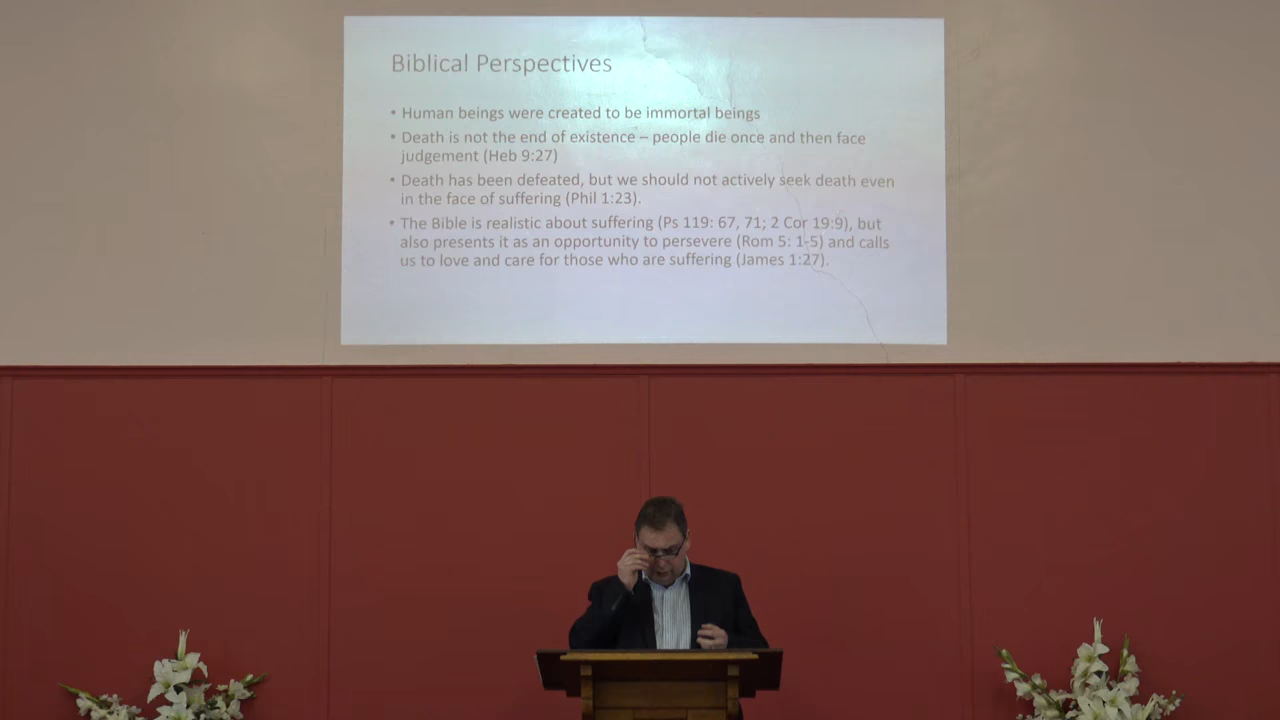 Biblical Perspectives
• Human beings were created to be immortal beings
• Death is not the end of existence – people die once and then face
judgement (Heb 9:27)
• Death has been defeated, but we should not actively seek death even
in the face of suffering (Phil 1:23).
• The Bible is realistic about suffering (Ps 119: 67, 71; 2 Cor 19:9), but
also presents it as an opportunity to persevere (Rom 5: 1-5) and calls
us to love and care for those who are suffering (James 1:27).